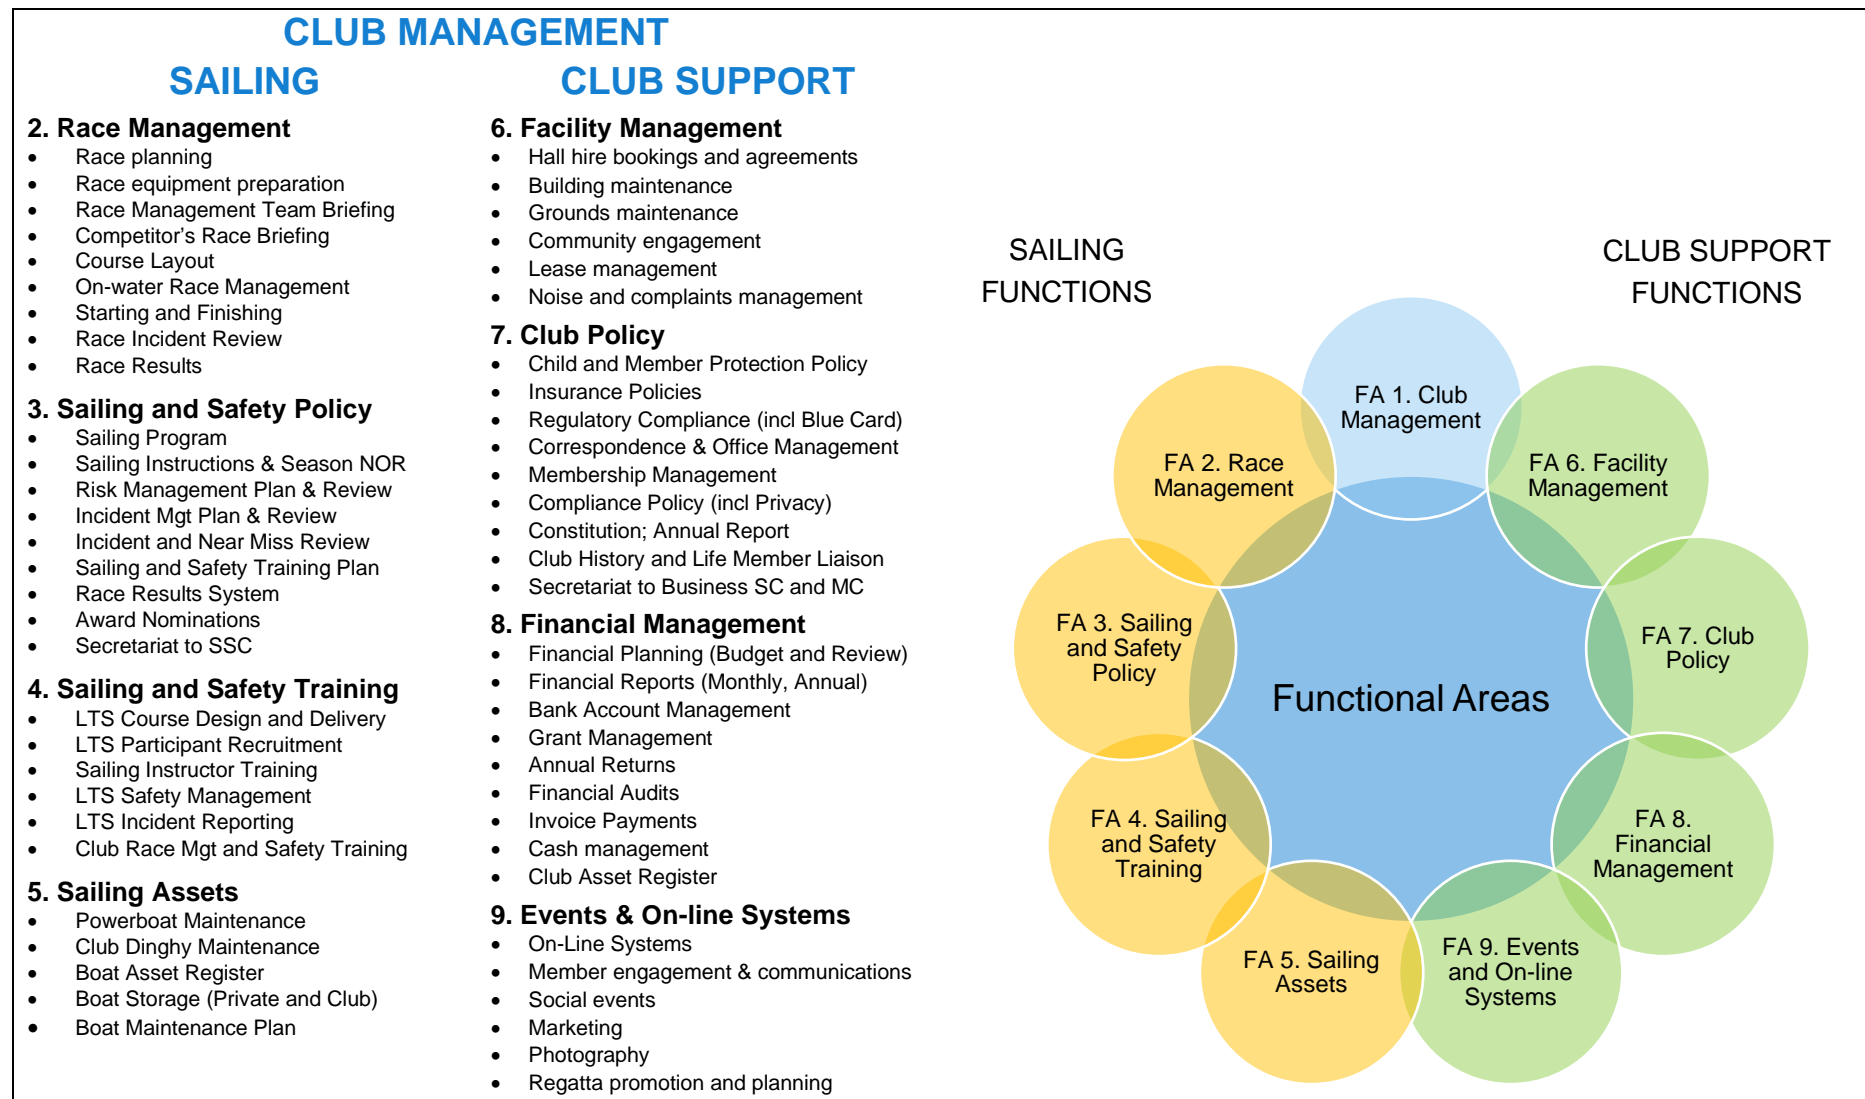 CLUB MANAGEMENT
SAILING
CLUB SUPPORT
2. Race Management
• Race planning
• Race equipment preparation
• Race Management Team Briefing
• Competitor's Race Briefing
• Course Layout
• On-water Race Management
• Starting and Finishing
• Race Incident Review
• Race Results
3. Sailing and Safety Policy
• Sailing Program
• Sailing Instructions & Season NOR
• Risk Management Plan & Review
• Incident Mgt Plan & Review
• Incident and Near Miss Review
• Sailing and Safety Training Plan
• Race Results System
• Award Nominations
• Secretariat to SSC
4. Sailing and Safety Training
• LTS Course Design and Delivery
• LTS Participant Recruitment
• Sailing Instructor Training
• LTS Safety Management
• LTS Incident Reporting
• Club Race Mgt and Safety Training
5. Sailing Assets
• Powerboat Maintenance
• Club Dinghy Maintenance
• Boat Asset Register
• Boat Storage (Private and Club)
• Boat Maintenance Plan
6. Facility Management
• Hall hire bookings and agreements
• Building maintenance
• Grounds maintenance
• Community engagement
• Lease management
• Noise and complaints management
7. Club Policy
• Child and Member Protection Policy
• Insurance Policies
• Regulatory Compliance (incl Blue Card)
• Correspondence & Office Management
• Membership Management
• Compliance Policy (incl Privacy)
• Constitution; Annual Report
• Club History and Life Member Liaison
• Secretariat to Business SC and MC
8. Financial Management
• Financial Planning (Budget and Review)
• Financial Reports (Monthly, Annual)
• Bank Account Management
• Grant Management
• Annual Returns
• Financial Audits
• Invoice Payments
• Cash management
• Club Asset Register
9. Events & On-line Systems
• On-Line Systems
• Member engagement & communications
• Social events
• Marketing
• Photography
• Regatta promotion and planning
SAILING
FUNCTIONS
CLUB SUPPORT
FUNCTIONS
FA 1. Club
Management
FA 2. Race
Management
FA 6. Facility
Management
FA 3. Sailing
and Safety
Policy
FA 7. Club
Policy
Functional Areas
FA 4. Sailing
and Safety
Training
FA 8.
Financial
Management
FA 5. Sailing
Assets
FA 9. Events
and On-line
Systems